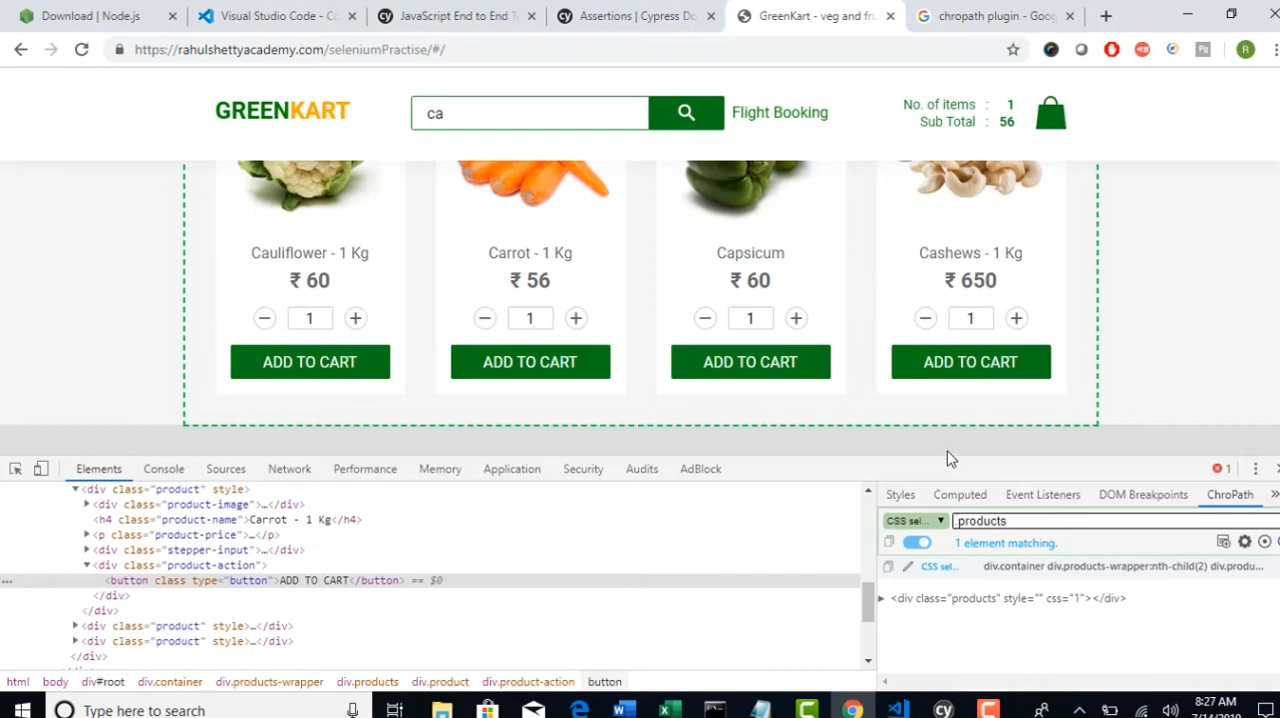 Download | Node.js
Visual Studio Code - Co
JavaScript End to End Te
Assertions | Cypress Do
GreenKart - veg and fru
chropath plugin - Goog
https://rahulshettyacademy.com/seleniumPractise/#/
R
GREENKART
ca
Flight Booking
No. of items : 1
Sub Total : 56
Cauliflower - 1 Kg
Carrot - 1 Kg
Capsicum
Cashews - 1 Kg
₹ 60
₹ 56
₹ 60
₹ 650
1
1
1
1
ADD TO CART
ADD TO CART
ADD TO CART
ADD TO CART
Elements Console Sources Network Performance Memory Application Security Audits AdBlock
1
Styles Computed Event Listeners DOM Breakpoints ChroPath »
<div class="product" style>
<div class="product-image">…</div>
<h4 class="product-name">Carrot - 1 Kg</h4>
<p class="product-price">…</p>
<div class="stepper-input">…</div>
<div class="product-action">
<button class type="button">ADD TO CART</button> == $0
</div>
</div>
<div class="product" style>…</div>
<div class="product" style>…</div>
</div>
html body div#root div.container div.products-wrapper div.products div.product div.product-action button
CSS sel...
products
1 element matching.
CSS sel... div.container div.products-wrapper:nth-child(2) div.produ...
<div class="products" style="" css="1"></div>
Type here to search
8:27 AM